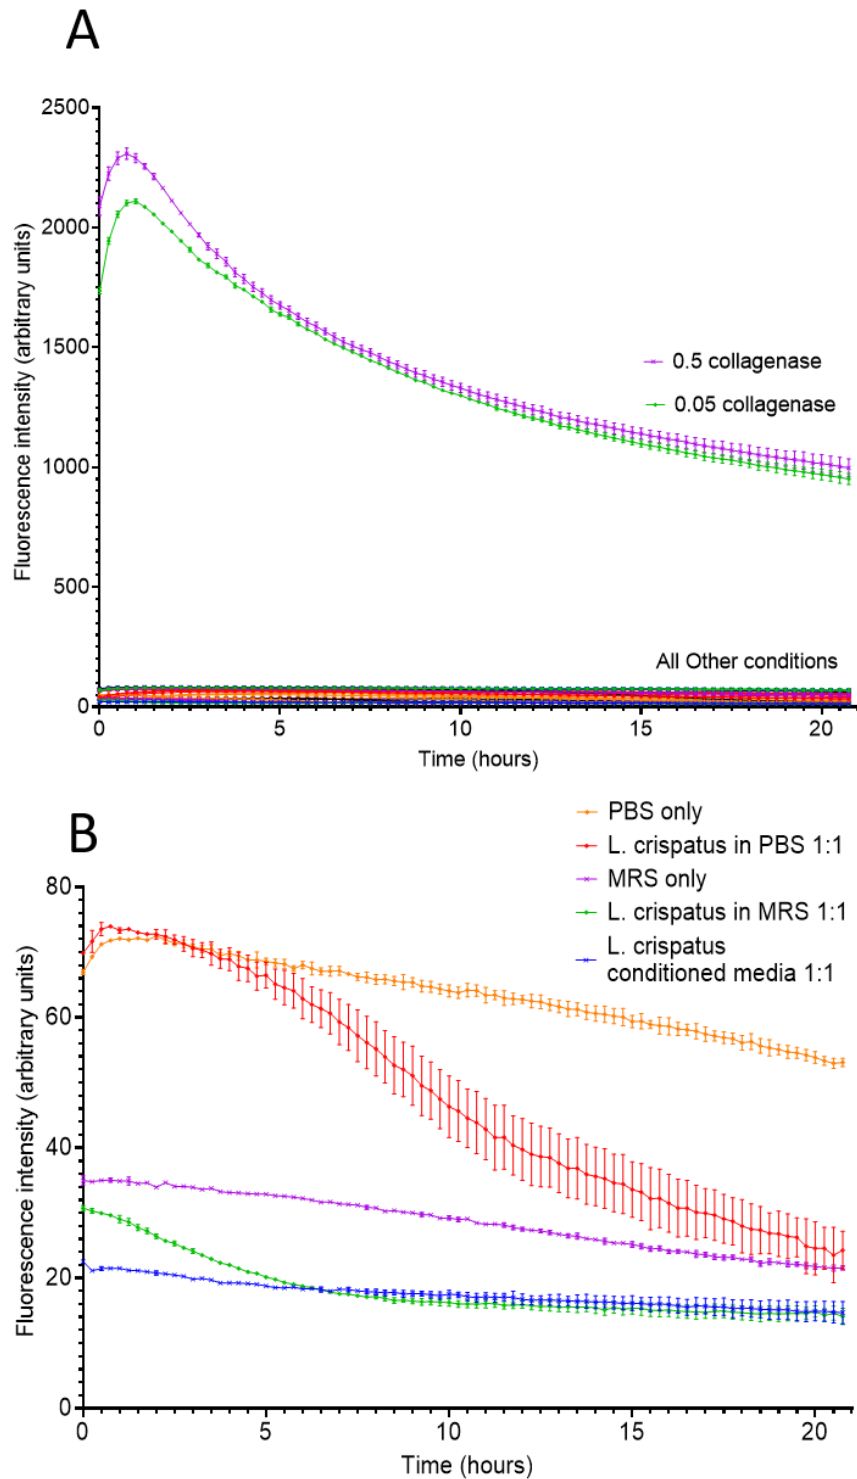 A
Fluorescence intensity (arbitrary units)
2500
2000
1500
1000
500
0
0.5 collagenase
0.05 collagenase
All Other conditions
0 5 10 15 20
Time (hours)
B
PBS only
L. crispatus in PBS 1:1
MRS only
L. crispatus in MRS 1:1
L. crispatus
conditioned media 1:1
Fluorescence intensity (arbitrary units)
80
60
40
20
0
0 5 10 15 20
Time (hours)